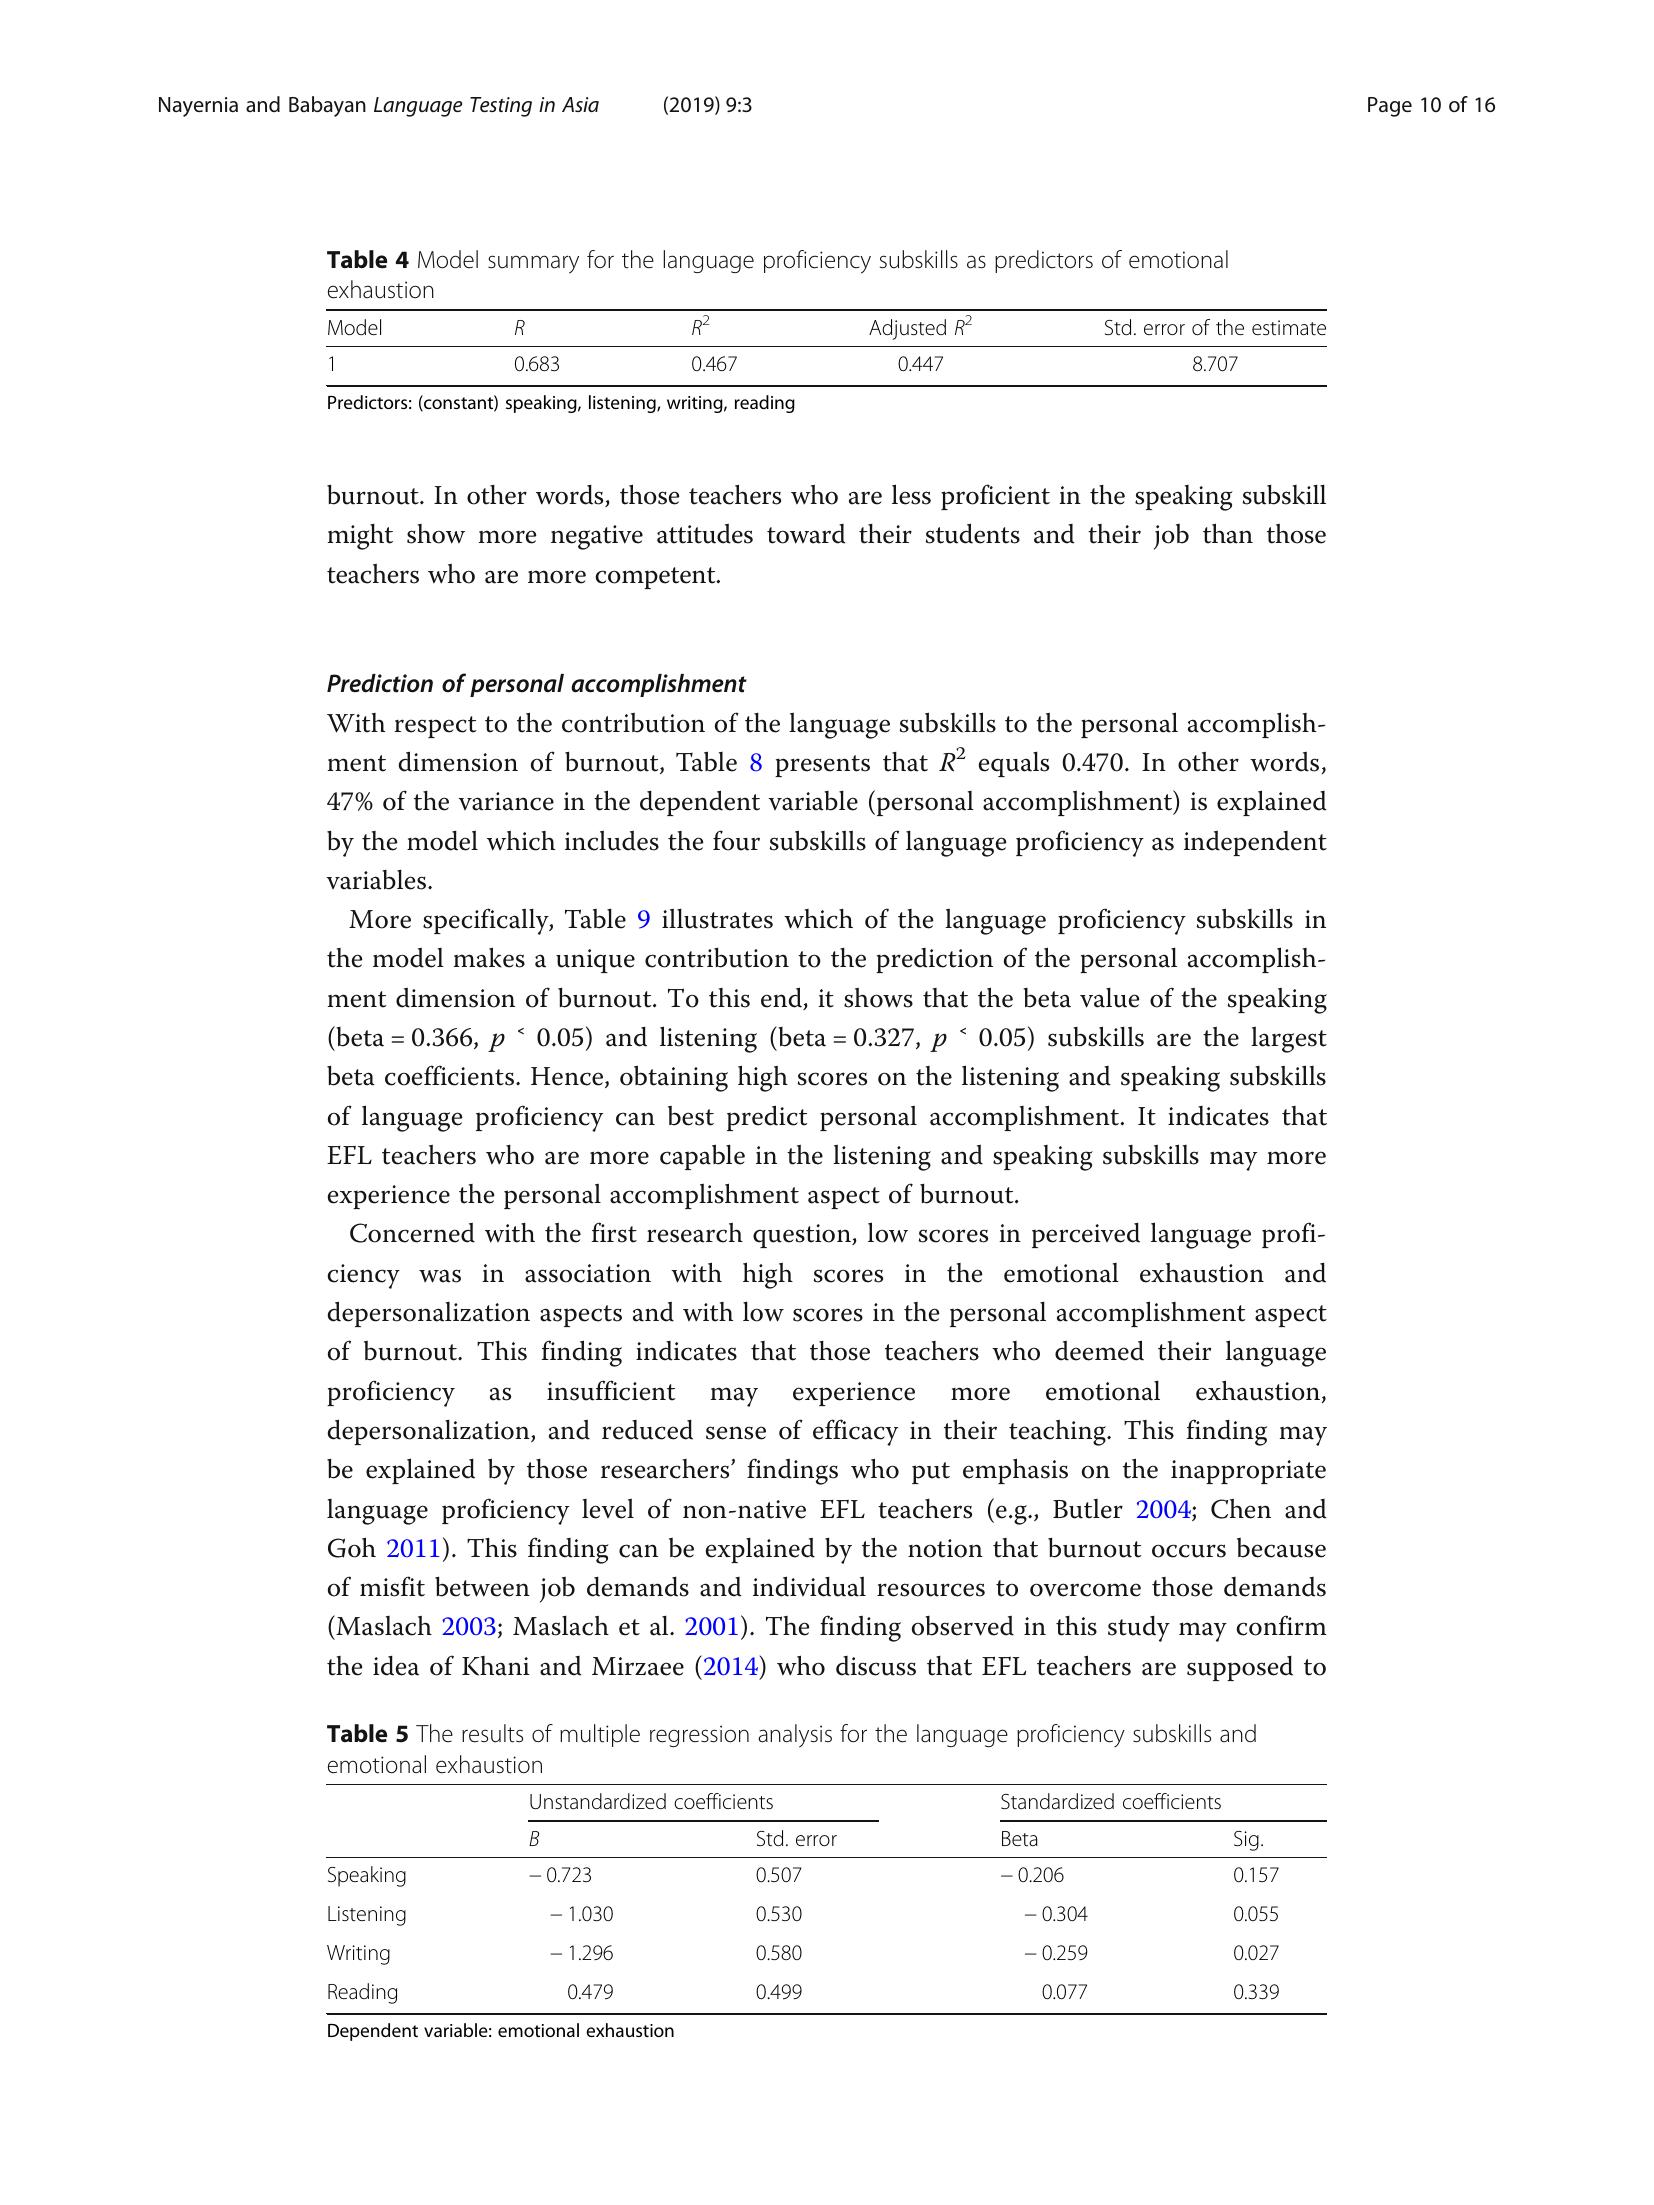 Nayernia and Babayan Language Testing in Asia (2019) 9:3 Page 10 of 16
Table 4 Model summary for the language proficiency subskills as predictors of emotional
exhaustion
Model R R2 Adjusted R2 Std. error of the estimate
1 0.683 0.467 0.447 8.707
Predictors: (constant) speaking, listening, writing, reading
burnout. In other words, those teachers who are less proficient in the speaking subskill
might show more negative attitudes toward their students and their job than those
teachers who are more competent.
Prediction of personal accomplishment
With respect to the contribution of the language subskills to the personal accomplish-
ment dimension of burnout, Table 8 presents that R2 equals 0.470. In other words,
47% of the variance in the dependent variable (personal accomplishment) is explained
by the model which includes the four subskills of language proficiency as independent
variables.
More specifically, Table 9 illustrates which of the language proficiency subskills in
the model makes a unique contribution to the prediction of the personal accomplish-
ment dimension of burnout. To this end, it shows that the beta value of the speaking
(beta = 0.366, p < 0.05) and listening (beta = 0.327, p < 0.05) subskills are the largest
beta coefficients. Hence, obtaining high scores on the listening and speaking subskills
of language proficiency can best predict personal accomplishment. It indicates that
EFL teachers who are more capable in the listening and speaking subskills may more
experience the personal accomplishment aspect of burnout.
Concerned with the first research question, low scores in perceived language profi-
ciency was in association with high scores in the emotional exhaustion and
depersonalization aspects and with low scores in the personal accomplishment aspect
of burnout. This finding indicates that those teachers who deemed their language
proficiency as insufficient may experience more emotional exhaustion,
depersonalization, and reduced sense of efficacy in their teaching. This finding may
be explained by those researchers’ findings who put emphasis on the inappropriate
language proficiency level of non-native EFL teachers (e.g., Butler 2004; Chen and
Goh 2011). This finding can be explained by the notion that burnout occurs because
of misfit between job demands and individual resources to overcome those demands
(Maslach 2003; Maslach et al. 2001). The finding observed in this study may confirm
the idea of Khani and Mirzaee (2014) who discuss that EFL teachers are supposed to
Table 5 The results of multiple regression analysis for the language proficiency subskills and
emotional exhaustion
Unstandardized coefficients Standardized coefficients
B Std. error Beta Sig.
Speaking − 0.723 0.507 − 0.206 0.157
Listening − 1.030 0.530 − 0.304 0.055
Writing − 1.296 0.580 − 0.259 0.027
Reading 0.479 0.499 0.077 0.339
Dependent variable: emotional exhaustion